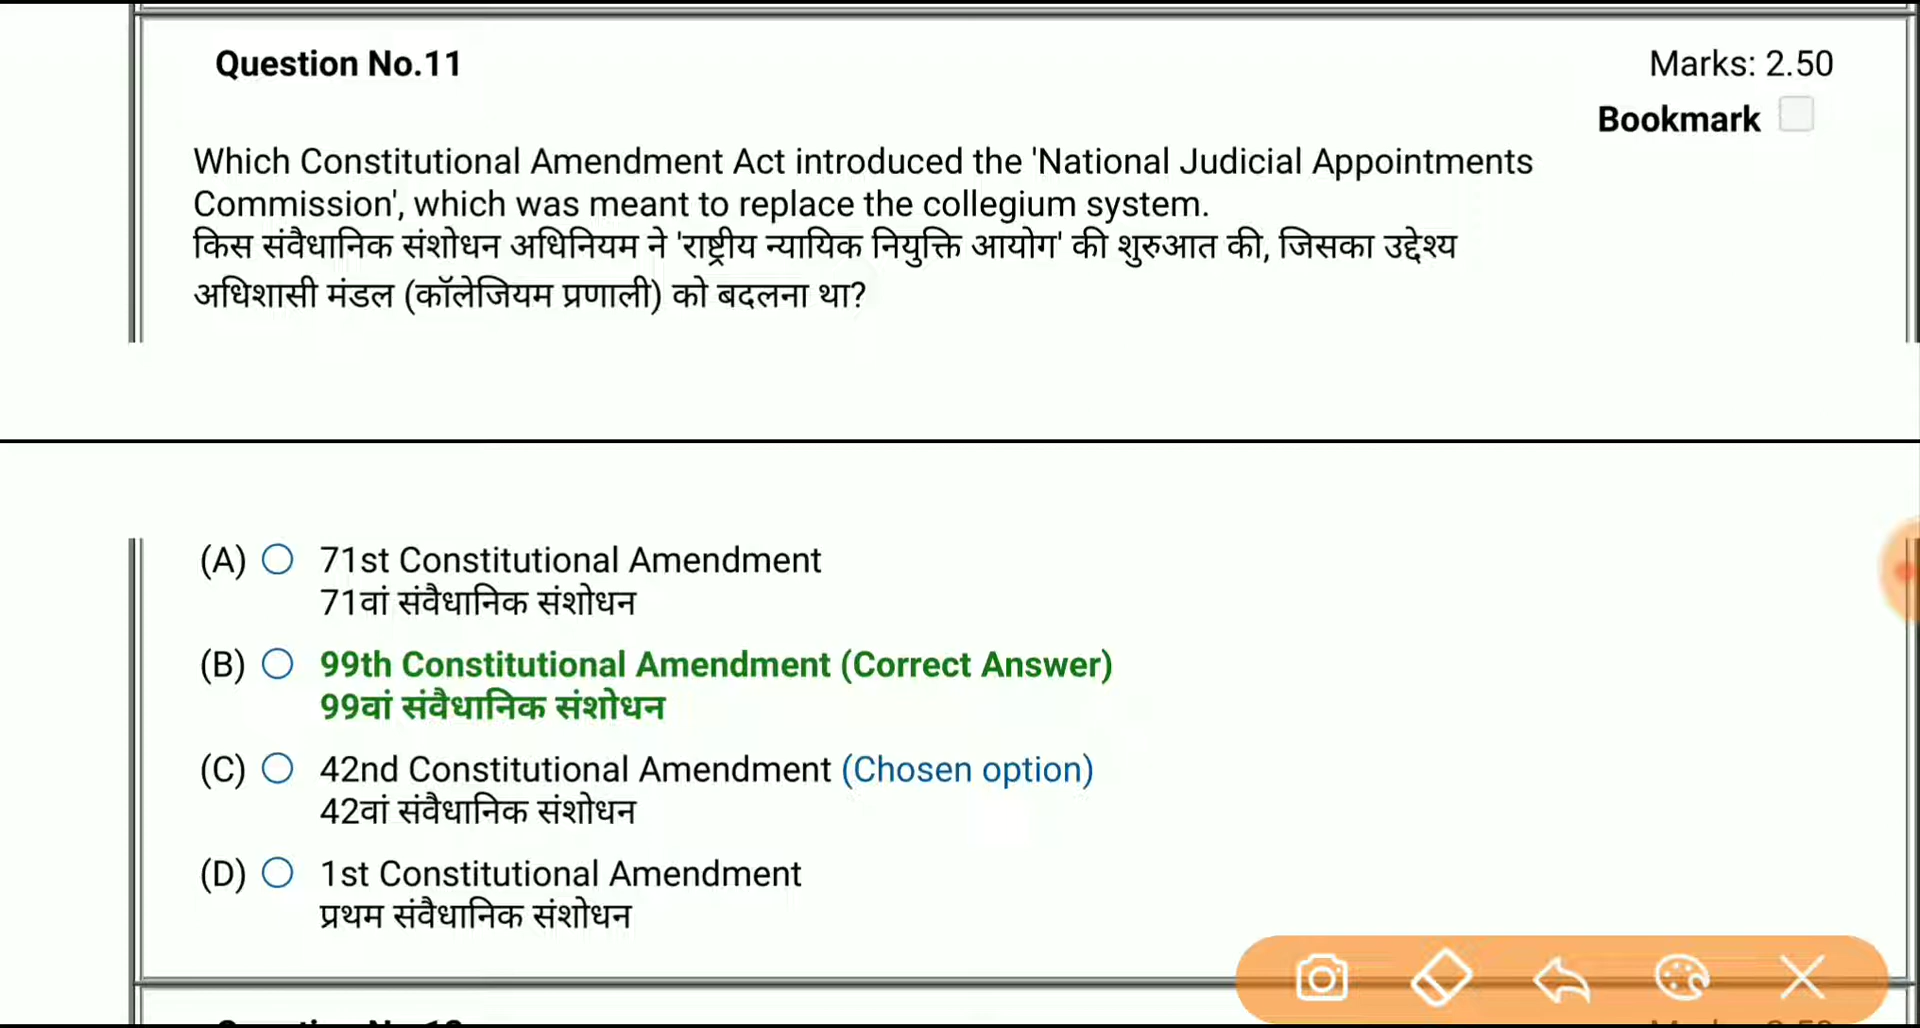 Question No.11
Marks: 2.50
Bookmark
Which Constitutional Amendment Act introduced the 'National Judicial Appointments
Commission', which was meant to replace the collegium system.
किस संवैधानिक संशोधन अधिनियम ने 'राष्ट्रीय न्यायिक नियुक्ति आयोग' की शुरुआत की, जिसका उद्देश्य
अधिशासी मंडल (कॉलेजियम प्रणाली) को बदलना था?
(A) 71st Constitutional Amendment
71वां संवैधानिक संशोधन
(B) 99th Constitutional Amendment (Correct Answer)
99वां संवैधानिक संशोधन
(C) 42nd Constitutional Amendment (Chosen option)
42वां संवैधानिक संशोधन
(D) 1st Constitutional Amendment
प्रथम संवैधानिक संशोधन